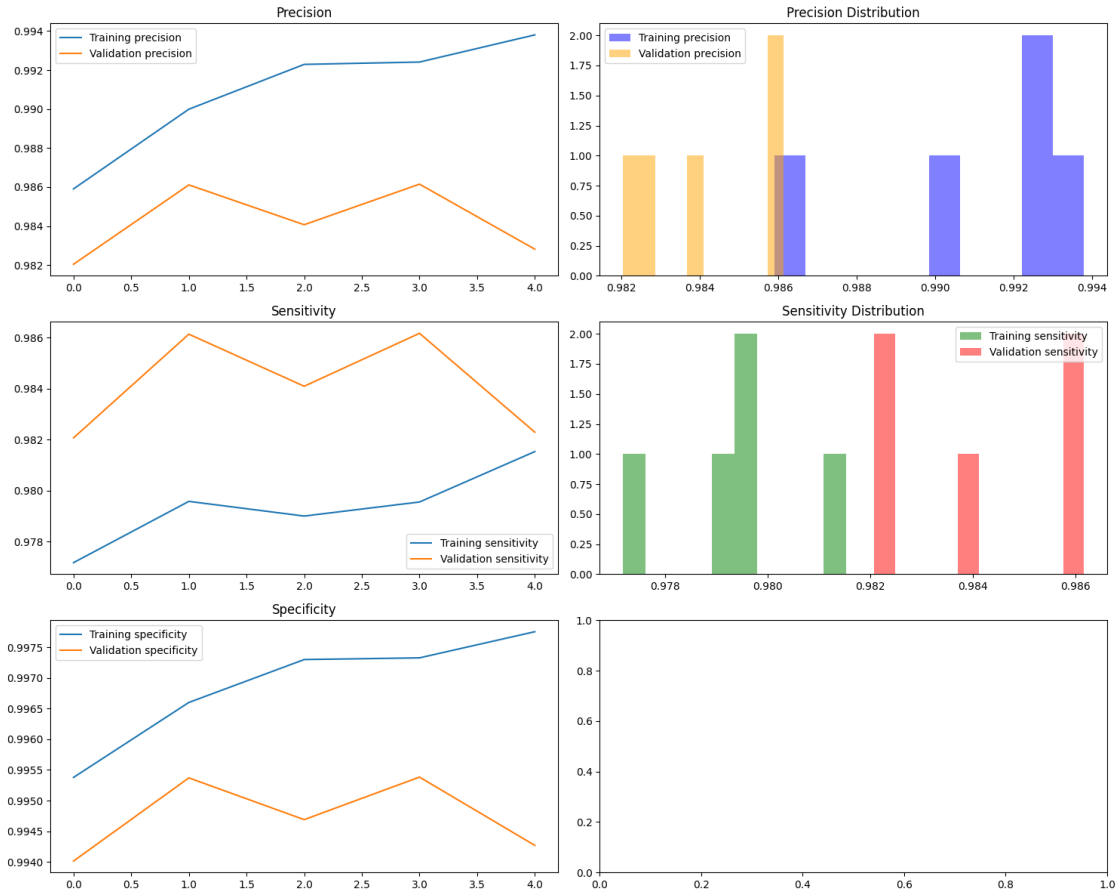 Precision
0.994
0.992
0.990
0.988
0.986
0.984
0.982
Training precision
Validation precision
0.0 0.5 1.0 1.5 2.0 2.5 3.0 3.5 4.0
Precision Distribution
2.00
1.75
1.50
1.25
1.00
0.75
0.50
0.25
0.00
Training precision
Validation precision
0.982 0.984 0.986 0.988 0.990 0.992 0.994
Sensitivity
0.986
0.984
0.982
0.980
0.978
Training sensitivity
Validation sensitivity
0.0 0.5 1.0 1.5 2.0 2.5 3.0 3.5 4.0
Sensitivity Distribution
2.00
1.75
1.50
1.25
1.00
0.75
0.50
0.25
0.00
Training sensitivity
Validation sensitivity
0.978 0.980 0.982 0.984 0.986
Specificity
0.9975
0.9970
0.9965
0.9960
0.9955
0.9950
0.9945
0.9940
Training specificity
Validation specificity
0.0 0.5 1.0 1.5 2.0 2.5 3.0 3.5 4.0
1.0
0.8
0.6
0.4
0.2
0.0
0.0 0.2 0.4 0.6 0.8 1.0